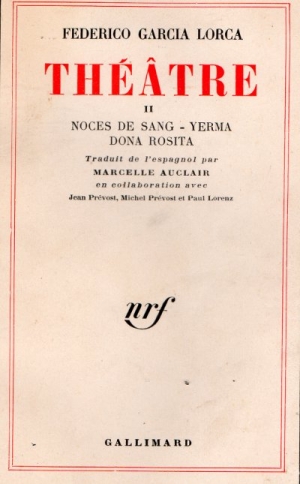 FEDERICO GARCIA LORCA
THÉÂTRE
II
NOCES DE SANG - YERMA
DONA ROSITA
Traduit de l'espagnol par
MARCELLE AUCLAIR
en collaboration avec
Jean Prévost, Michel Prévost et Paul Lorenz
nrf
GALLIMARD